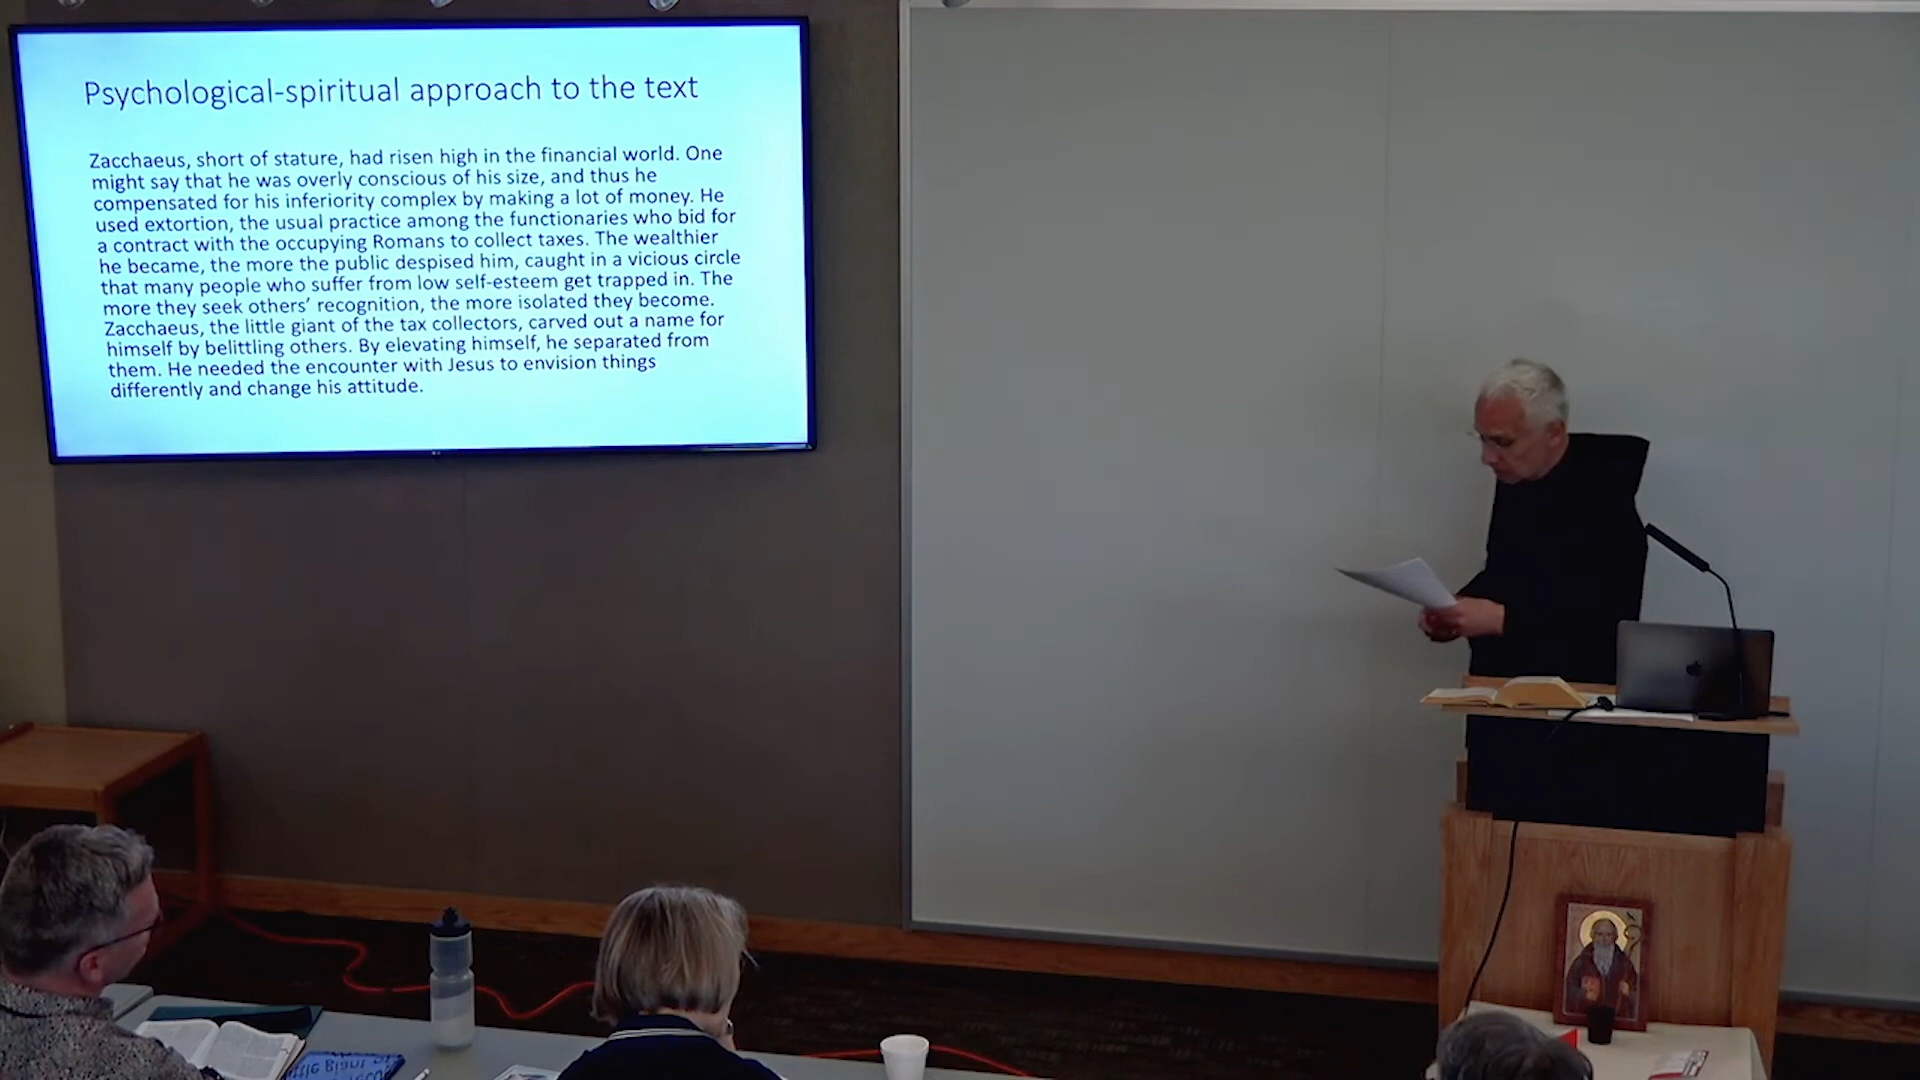 Psychological-spiritual approach to the text
Zacchaeus, short of stature, had risen high in the financial world. One
might say that he was overly conscious of his size, and thus he
compensated for his inferiority complex by making a lot of money. He
used extortion, the usual practice among the functionaries who bid for
a contract with the occupying Romans to collect taxes. The wealthier
he became, the more the public despised him, caught in a vicious circle
that many people who suffer from low self-esteem get trapped in. The
more they seek others’ recognition, the more isolated they become.
Zacchaeus, the little giant of the tax collectors, carved out a name for
himself by belittling others. By elevating himself, he separated from
them. He needed the encounter with Jesus to envision things
differently and change his attitude.